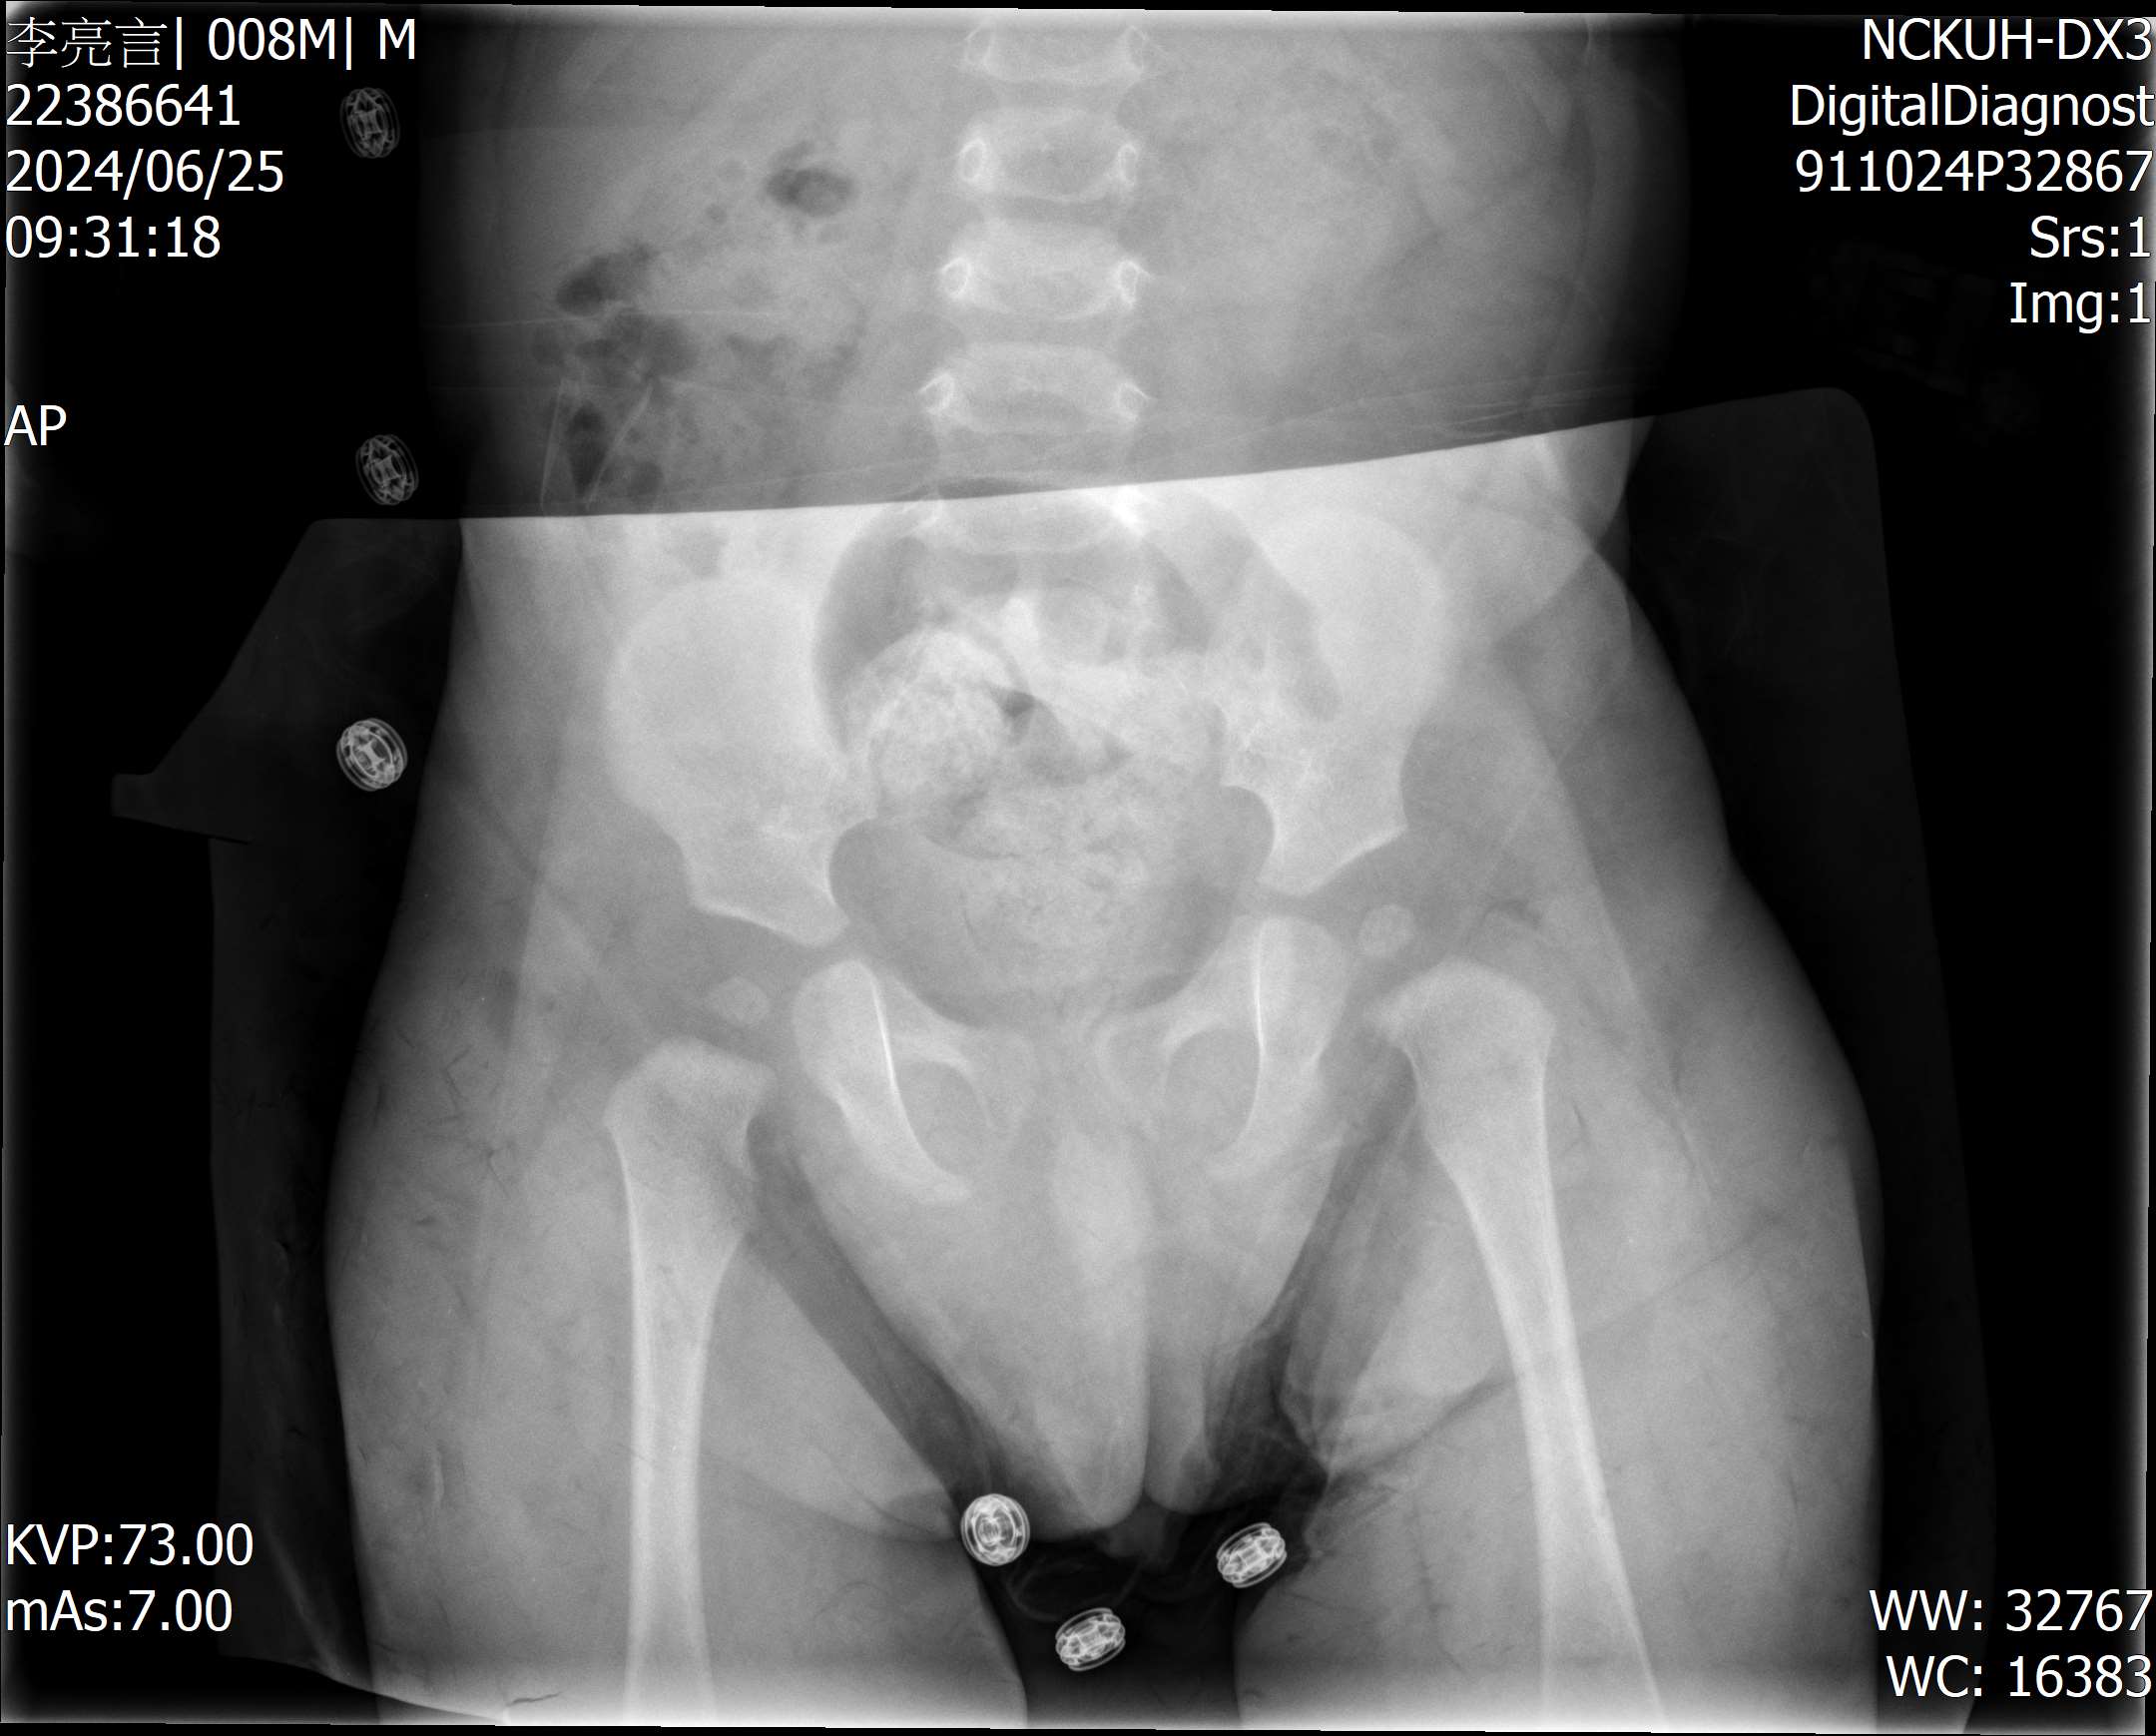 李亮言| 008M| M
22386641
2024/06/25
09:31:18
AP
NCKUH-DX3
DigitalDiagnost
911024P32867
Srs:1
Img:1
KVP:73.00
mAs:7.00
WW: 32767
WC: 16383